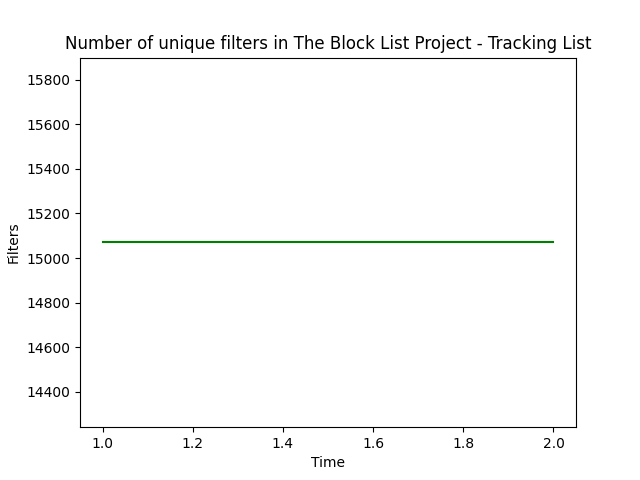 Number of unique filters in The Block List Project - Tracking List
15800
15600
15400
15200
15000
14800
14600
14400
Filters
1.0 1.2 1.4 1.6 1.8 2.0
Time